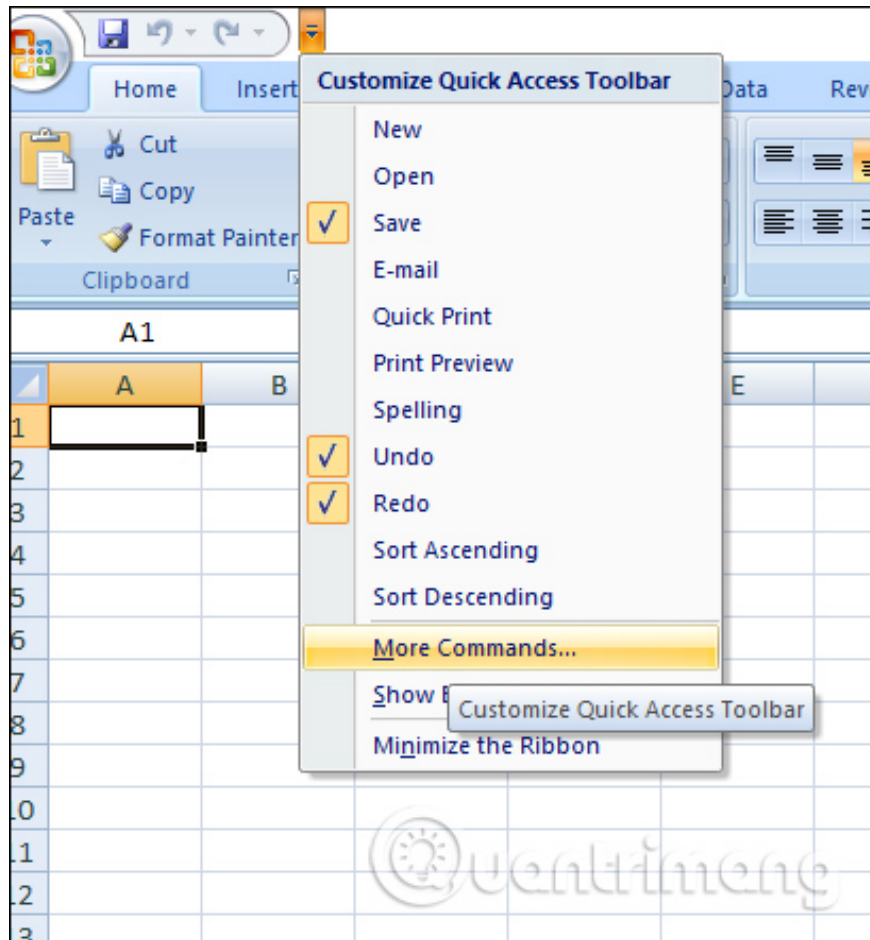 Home Insert Data Rev
Customize Quick Access Toolbar
New
Open
Save
E-mail
Quick Print
Print Preview
Spelling
Undo
Redo
Sort Ascending
Sort Descending
More Commands...
Show
Customize Quick Access Toolbar
Minimize the Ribbon
Paste
Cut
Copy
Format Painter
Clipboard
A1
A B E
1
2
3
4
5
6
7
8
9
10
11
12
13
Quantrimang